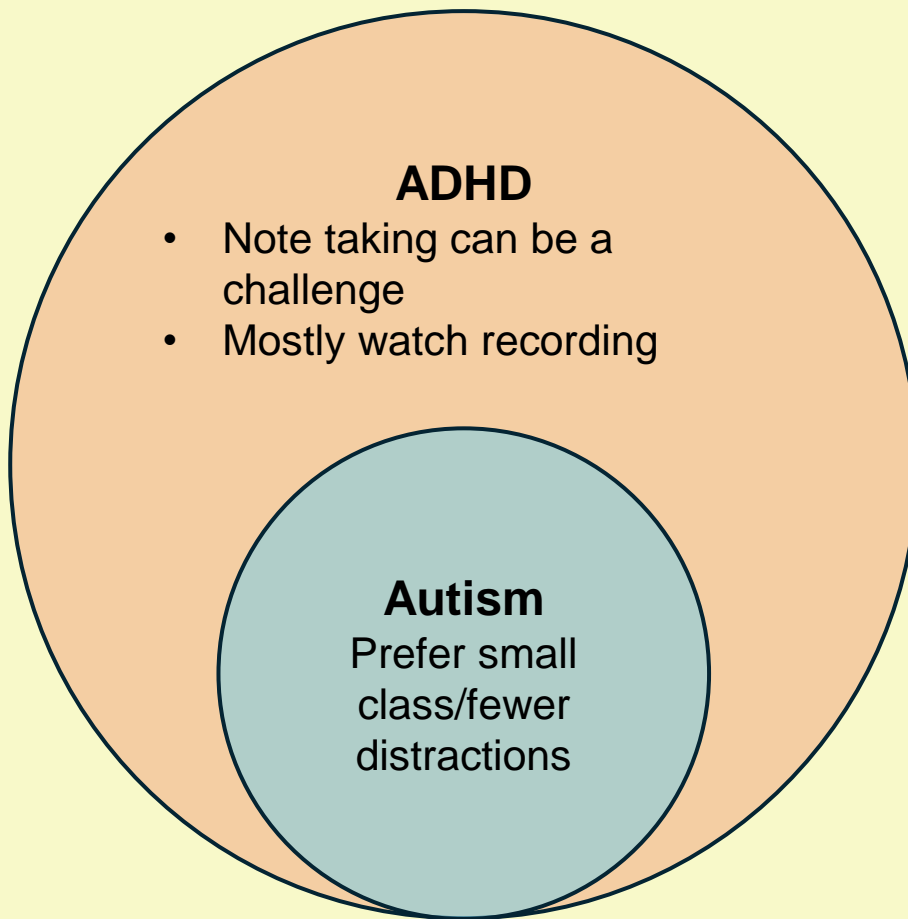 ADHD
• Note taking can be a
challenge
• Mostly watch recording
Autism
Prefer small
class/fewer
distractions